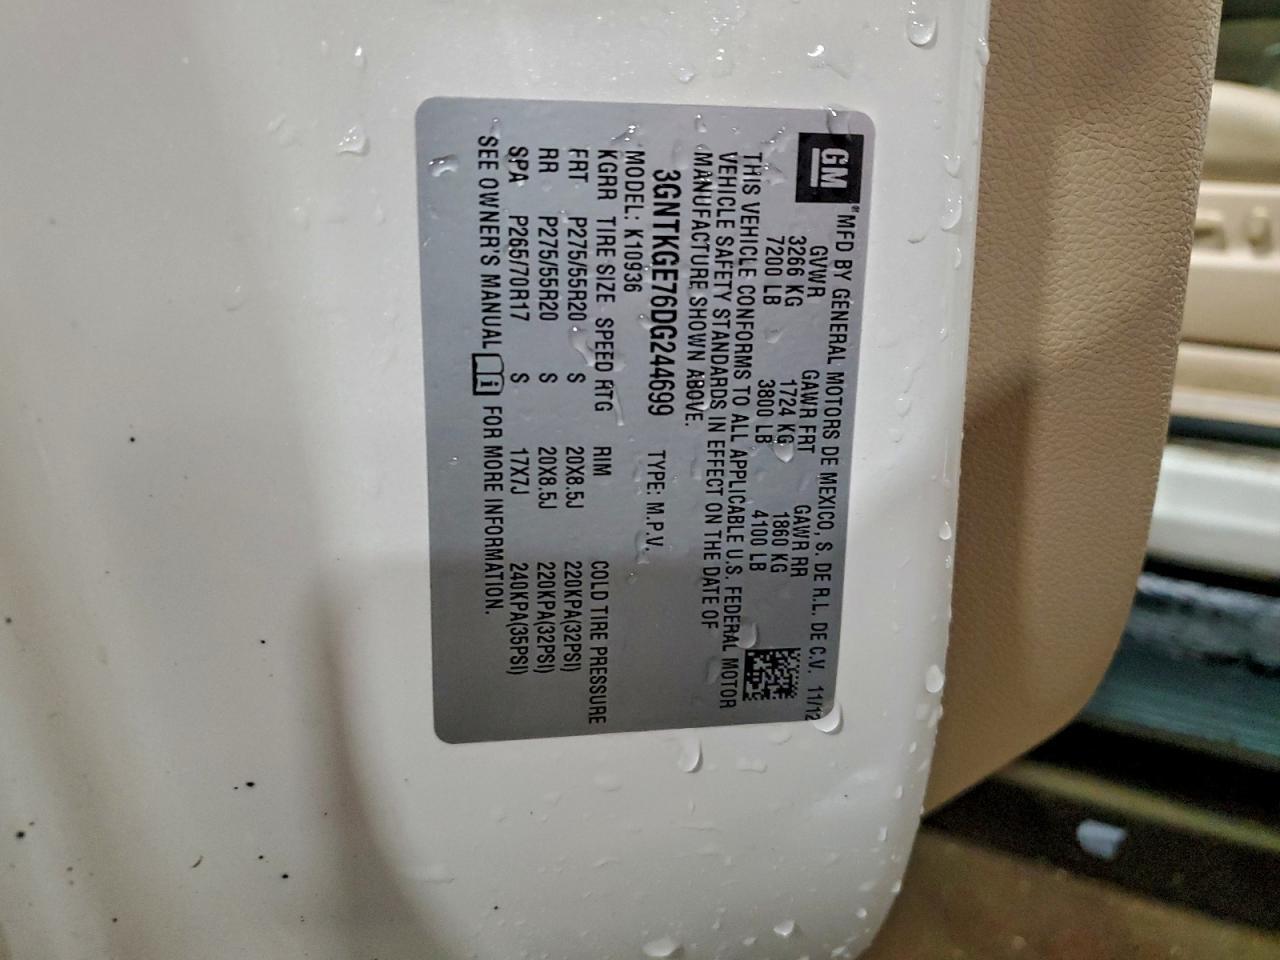 GM
® MFD BY GENERAL MOTORS DE MEXICO, S. DE R.L. DE C.V. 11/12
GVWR GAWR FRT GAWR RR
3266 KG 1724 KG 1860 KG
7200 LB 3800 LB 4100 LB
THIS VEHICLE CONFORMS TO ALL APPLICABLE U.S. FEDERAL MOTOR
VEHICLE SAFETY STANDARDS IN EFFECT ON THE DATE OF
MANUFACTURE SHOWN ABOVE.
3GNTKGE76DG244699 TYPE: M.P.V.
MODEL: K10936
KGRR TIRE SIZE SPEED RTG RIM COLD TIRE PRESSURE
FRT P275/55R20 S 20X8.5J 220KPA(32PSI)
RR P275/55R20 S 20X8.5J 220KPA(32PSI)
SPA P265/70R17 S 17X7J 240KPA(35PSI)
SEE OWNER'S MANUAL FOR MORE INFORMATION.